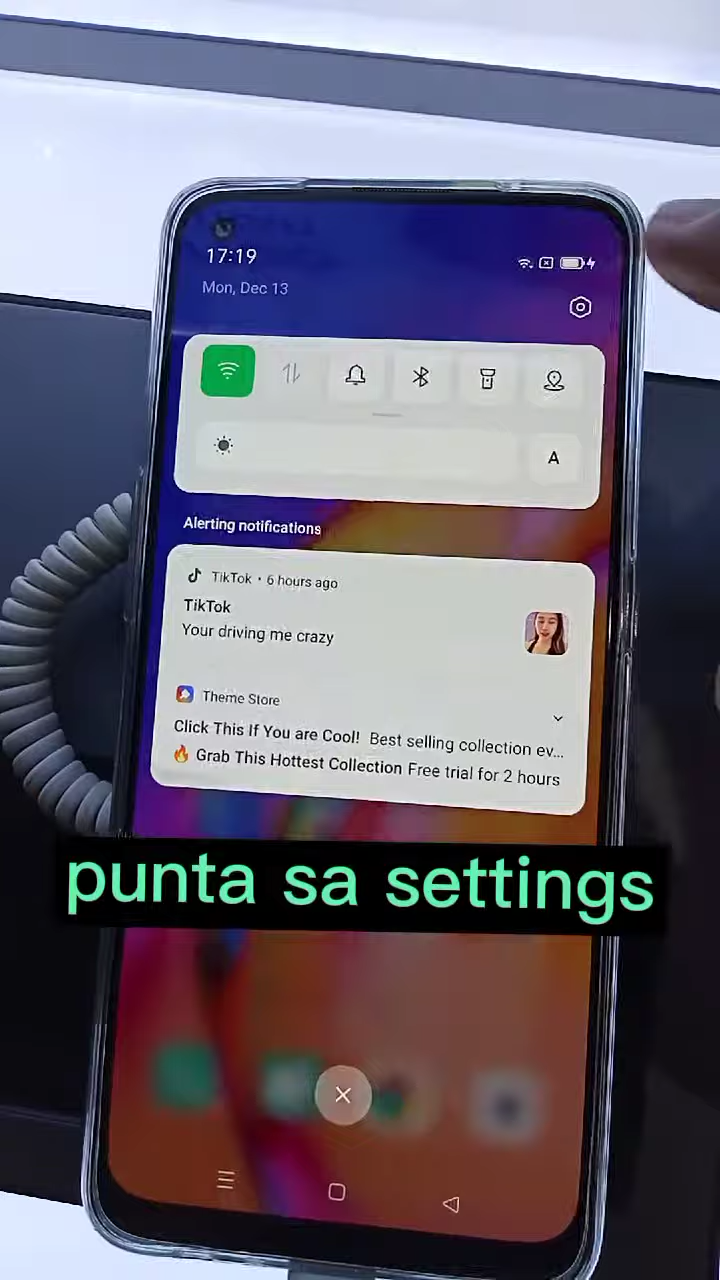 17:19
Mon, Dec 13
A
Alerting notifications
TikTok • 6 hours ago
TikTok
Your driving me crazy
Theme Store
Click This If You are Cool! Best selling collection ev...
🔥 Grab This Hottest Collection Free trial for 2 hours
punta sa settings